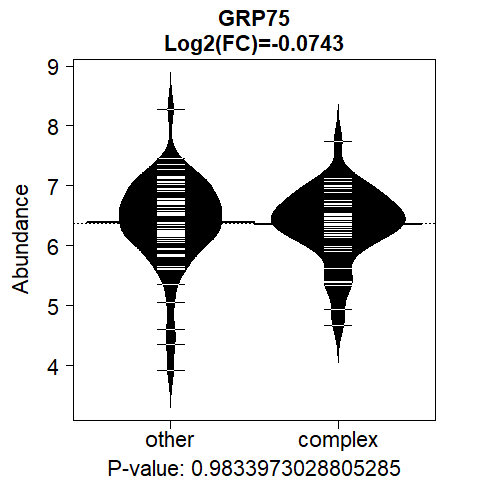 GRP75
Log2(FC)=-0.0743
9
8
7
6
5
4
Abundance
other complex
P-value: 0.9833973028805285